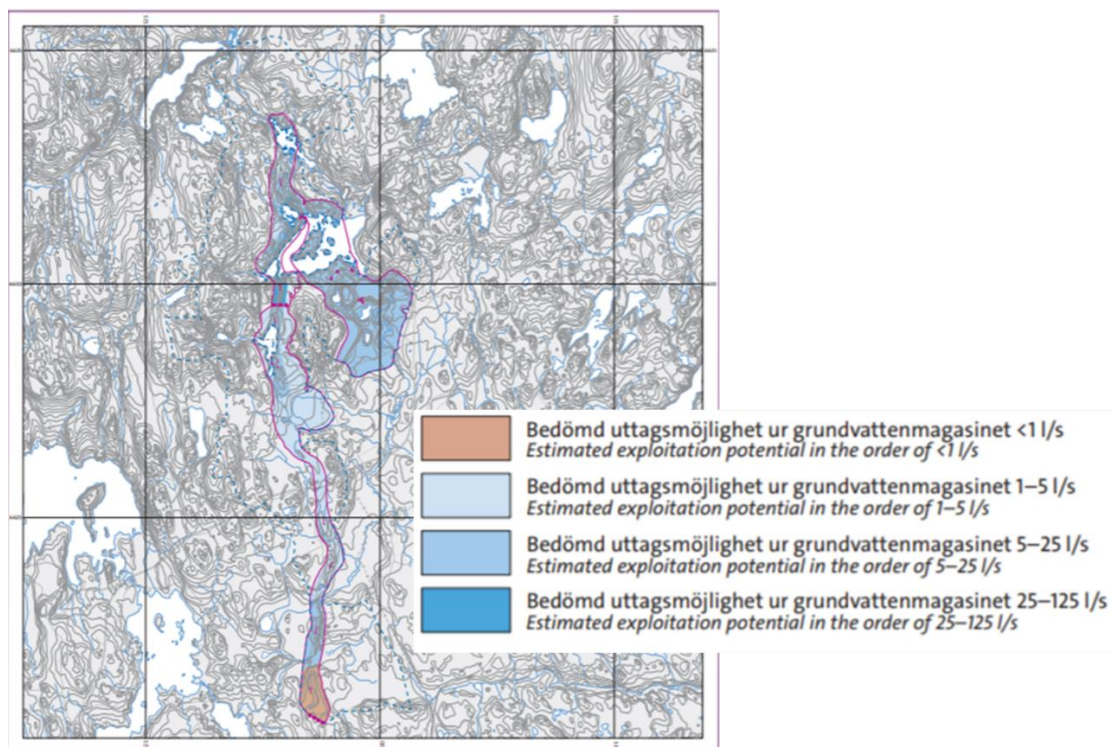 Bedömd uttagsmöjlighet ur grundvattenmagasinet <1 l/s
Estimated exploitation potential in the order of <1 l/s
Bedömd uttagsmöjlighet ur grundvattenmagasinet 1–5 l/s
Estimated exploitation potential in the order of 1–5 l/s
Bedömd uttagsmöjlighet ur grundvattenmagasinet 5–25 l/s
Estimated exploitation potential in the order of 5–25 l/s
Bedömd uttagsmöjlighet ur grundvattenmagasinet 25–125 l/s
Estimated exploitation potential in the order of 25–125 l/s